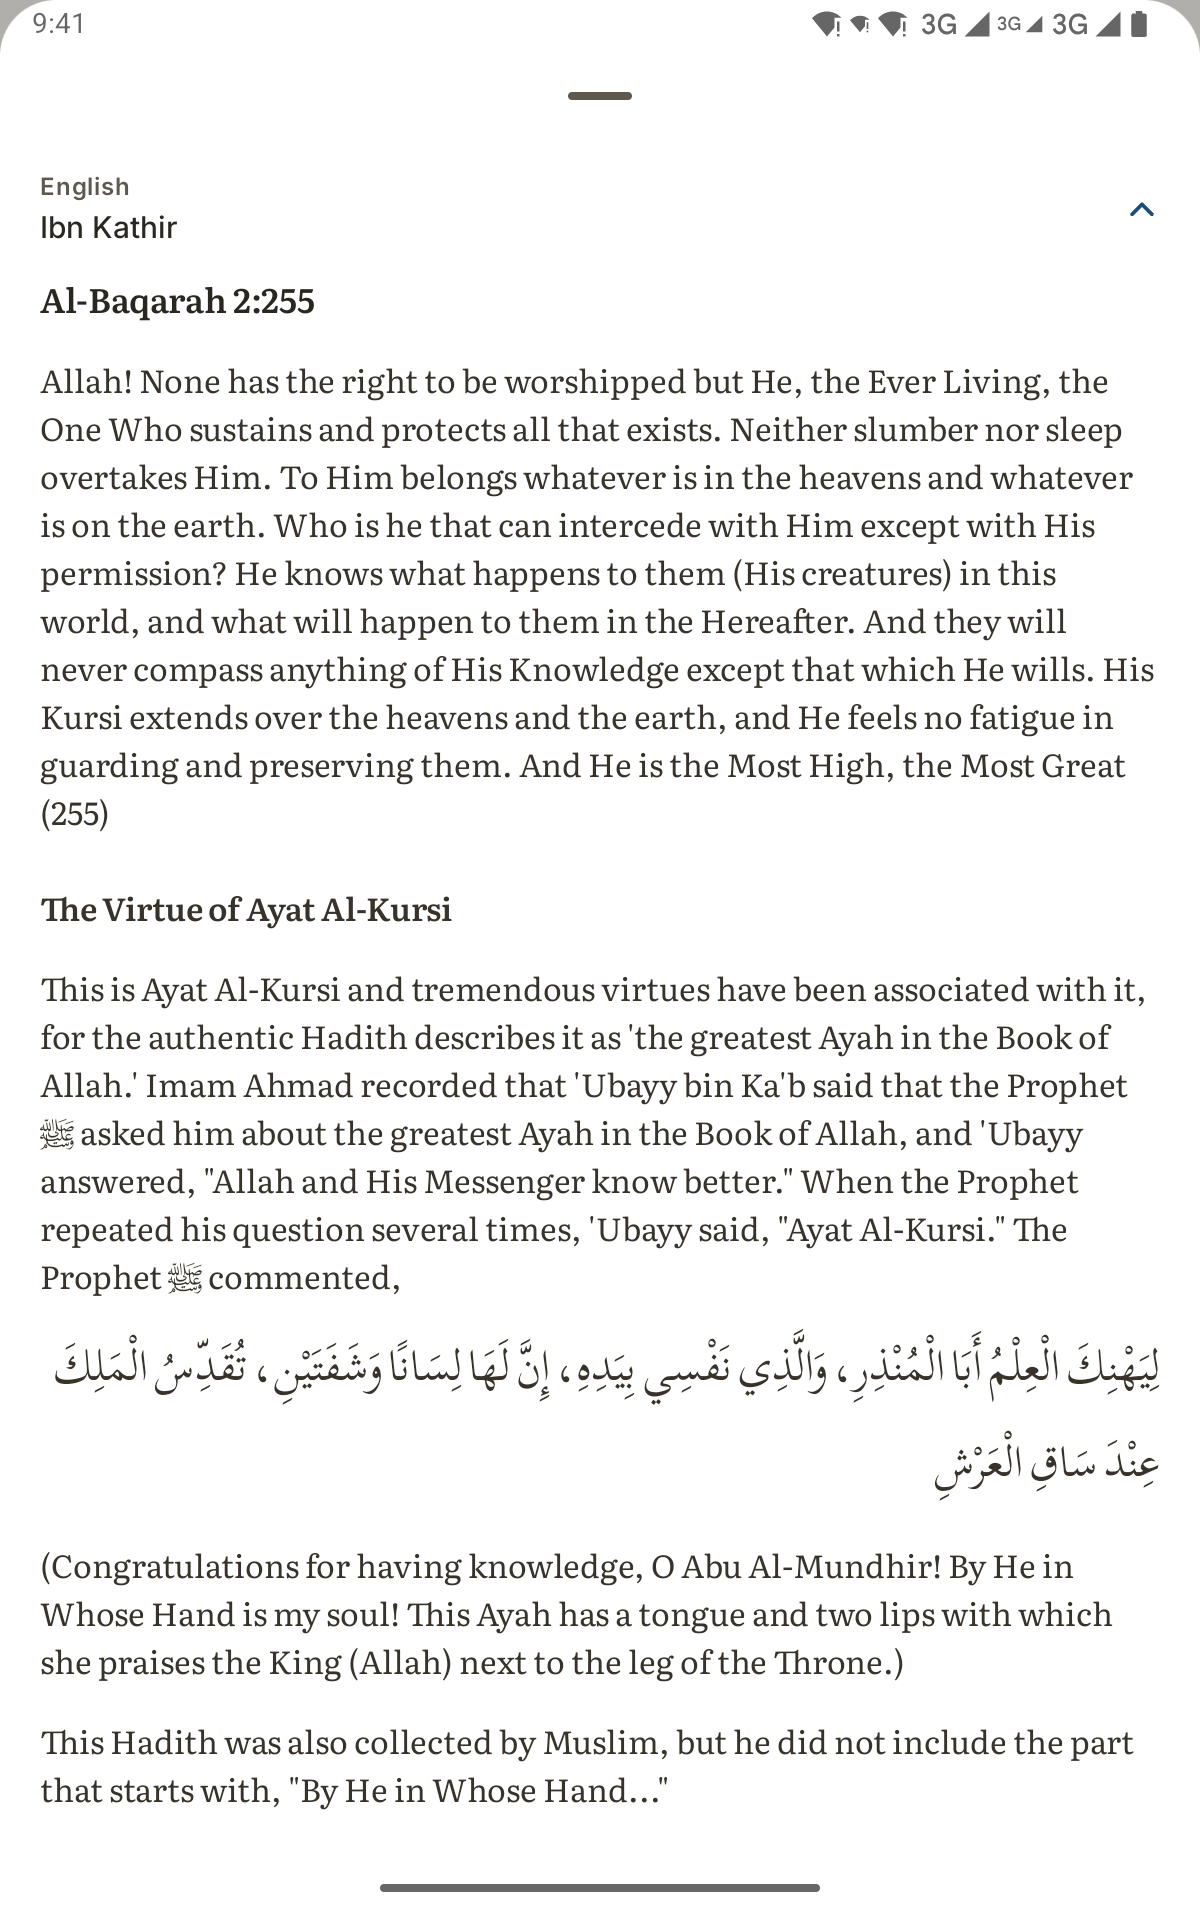 9:41
3G 3G 3G
English
Ibn Kathir
Al-Baqarah 2:255
Allah! None has the right to be worshipped but He, the Ever Living, the
One Who sustains and protects all that exists. Neither slumber nor sleep
overtakes Him. To Him belongs whatever is in the heavens and whatever
is on the earth. Who is he that can intercede with Him except with His
permission? He knows what happens to them (His creatures) in this
world, and what will happen to them in the Hereafter. And they will
never compass anything of His Knowledge except that which He wills. His
Kursi extends over the heavens and the earth, and He feels no fatigue in
guarding and preserving them. And He is the Most High, the Most Great
(255)
The Virtue of Ayat Al-Kursi
This is Ayat Al-Kursi and tremendous virtues have been associated with it,
for the authentic Hadith describes it as 'the greatest Ayah in the Book of
Allah.' Imam Ahmad recorded that 'Ubayy bin Ka'b said that the Prophet
ﷺ asked him about the greatest Ayah in the Book of Allah, and 'Ubayy
answered, "Allah and His Messenger know better." When the Prophet
repeated his question several times, 'Ubayy said, "Ayat Al-Kursi." The
Prophet ﷺ commented,
لِيَهْنِكَ الْعِلْمُ أَبَا الْمُنْذِرِ، وَالَّذِي نَفْسِي بِيَدِهِ، إِنَّ لَهَا لِسَانًا وَشَفَتَيْنِ، تُقَدِّسُ الْمَلِكَ
عِنْدَ سَاقِ الْعَرْشِ
(Congratulations for having knowledge, O Abu Al-Mundhir! By He in
Whose Hand is my soul! This Ayah has a tongue and two lips with which
she praises the King (Allah) next to the leg of the Throne.)
This Hadith was also collected by Muslim, but he did not include the part
that starts with, "By He in Whose Hand..."